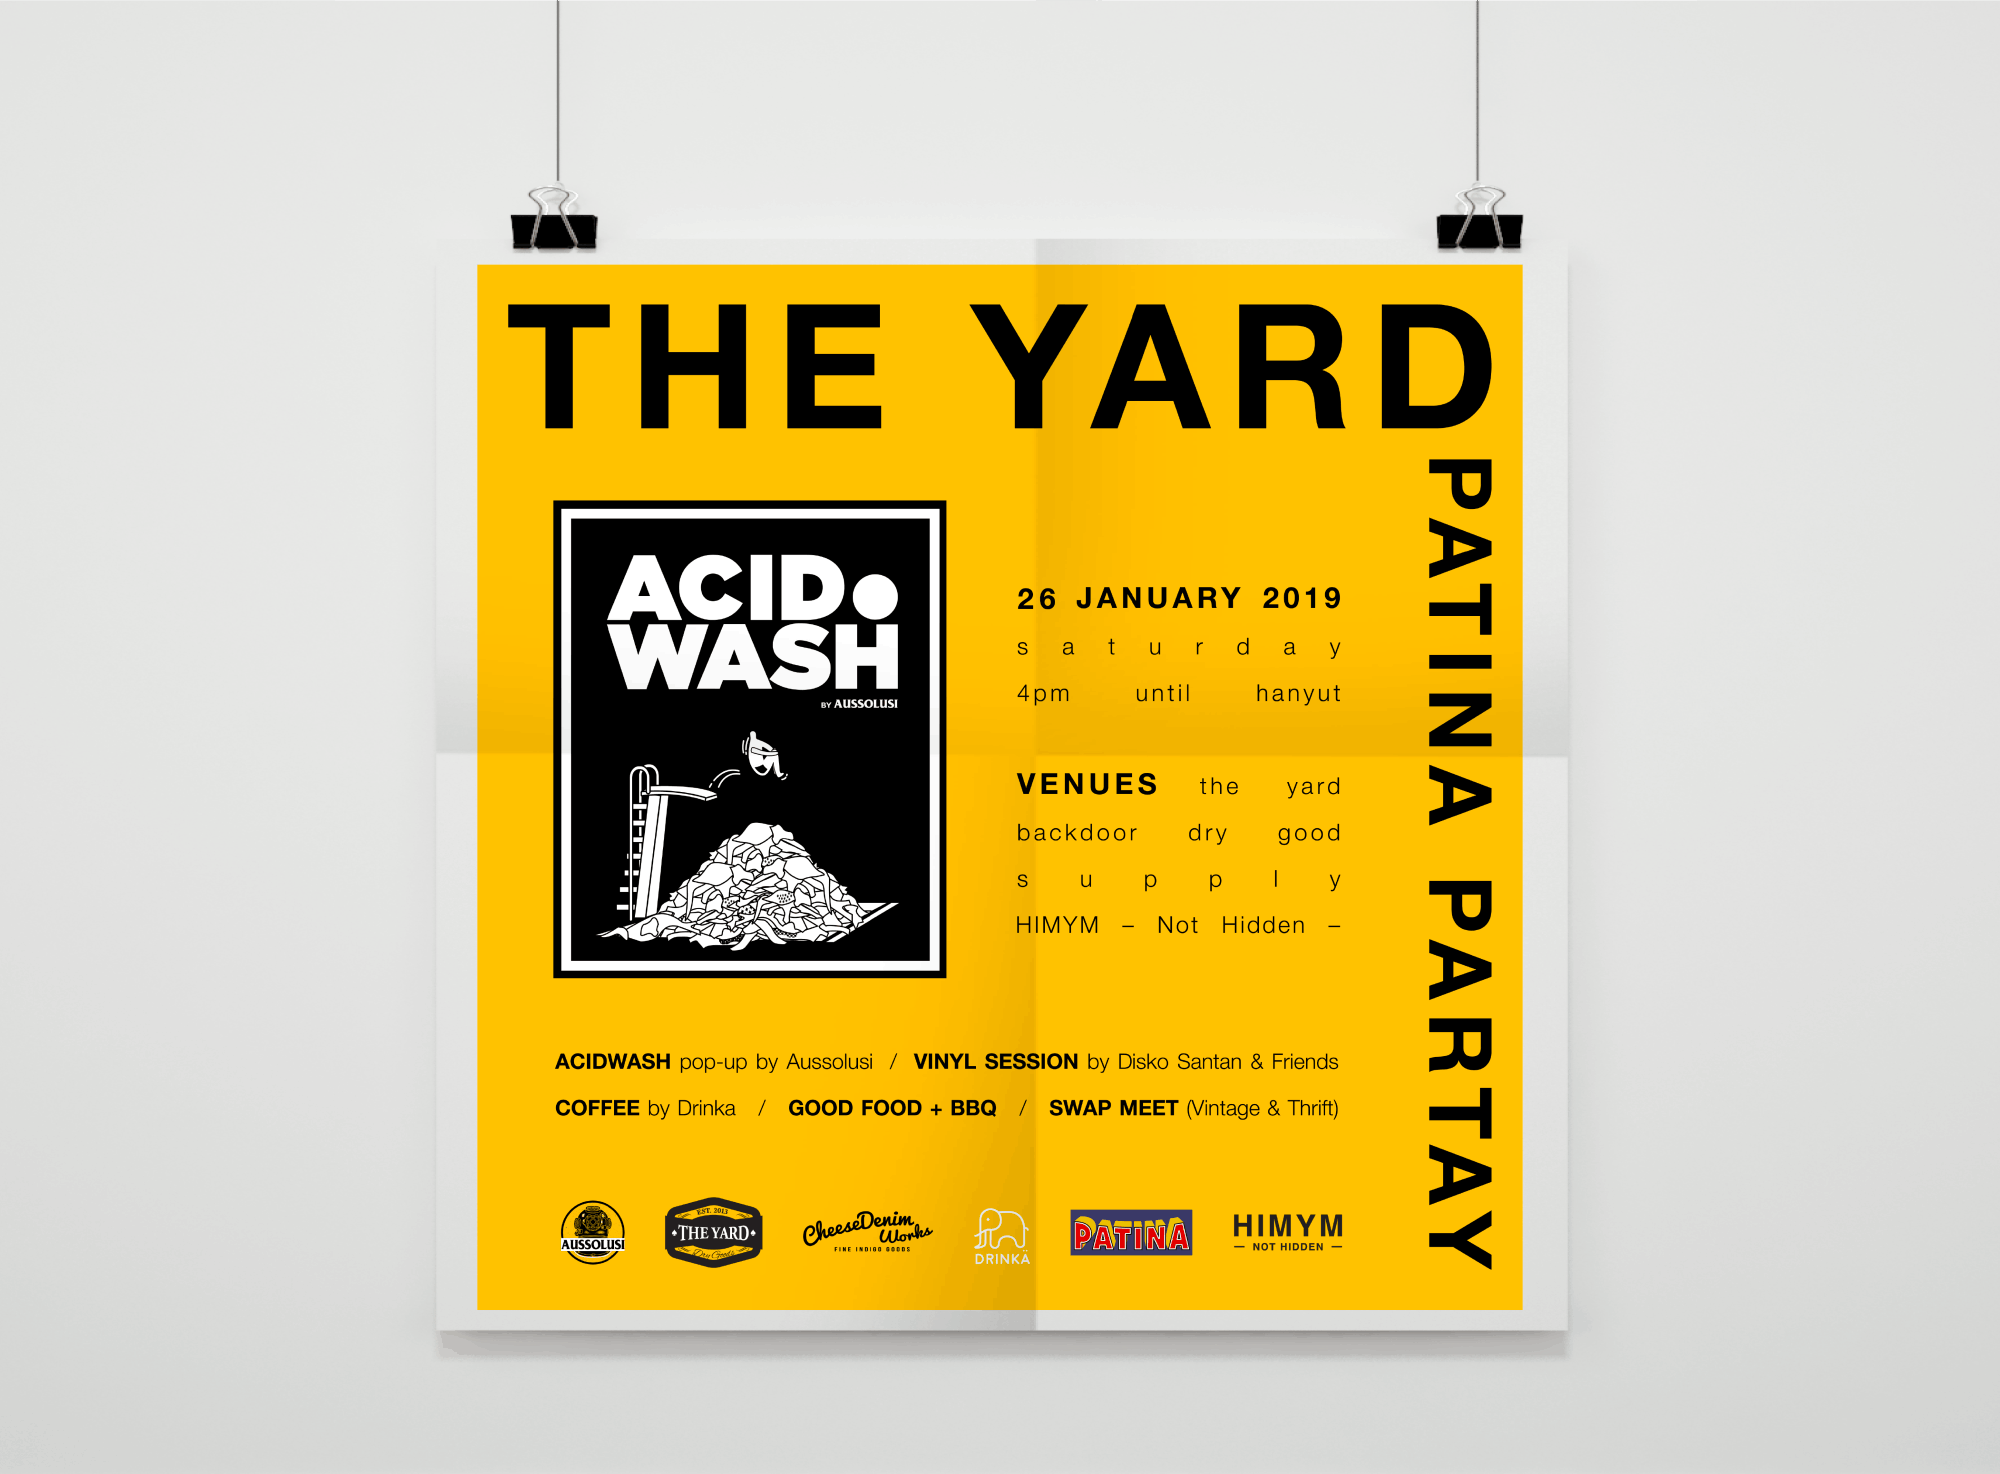 THE YARD
PATINA PARTAY
ACID.
WASH
BY AUSSOLUSI
26 JANUARY 2019
saturday
4pm until hanyut
VENUES the yard
backdoor dry good
supply
HIMYM – Not Hidden –
ACIDWASH pop-up by Aussolusi / VINYL SESSION by Disko Santan & Friends
COFFEE by Drinka / GOOD FOOD + BBQ / SWAP MEET (Vintage & Thrift)
AUSSOLUSI
EST. 2013
THE YARD
Dry Goods
CheeseDenim
Works
FINE INDIGO GOODS
DRINKÄ
PATINA
HIMYM
– NOT HIDDEN –